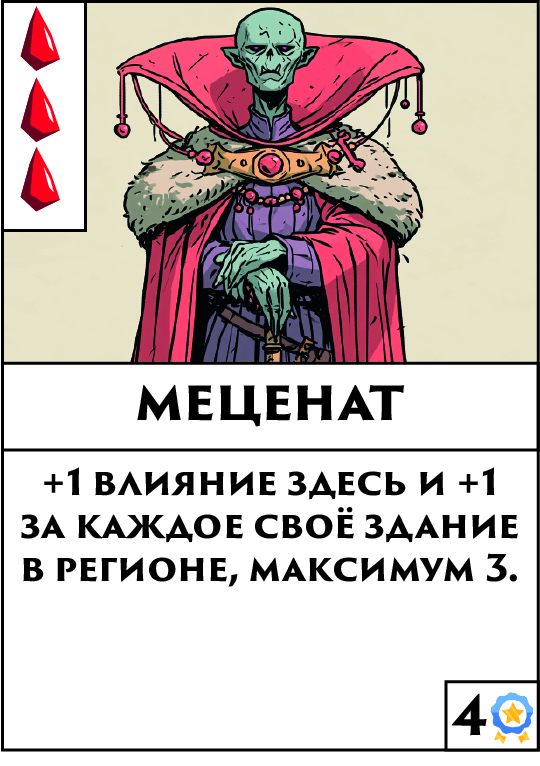 МЕЦЕНАТ
+1 ВЛИЯНИЕ ЗДЕСЬ И +1
ЗА КАЖДОЕ СВОЁ ЗДАНИЕ
В РЕГИОНЕ, МАКСИМУМ 3.
4